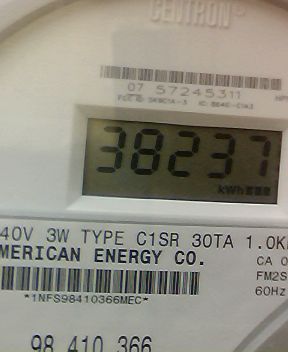 CENTRON®
07 57245311
38237
kWh
40V 3W TYPE C1SR 30TA 1.0K
MERICAN ENERGY CO.
CA 0
FM2S
60Hz
*1NFS98410366MEC*
98 410 366